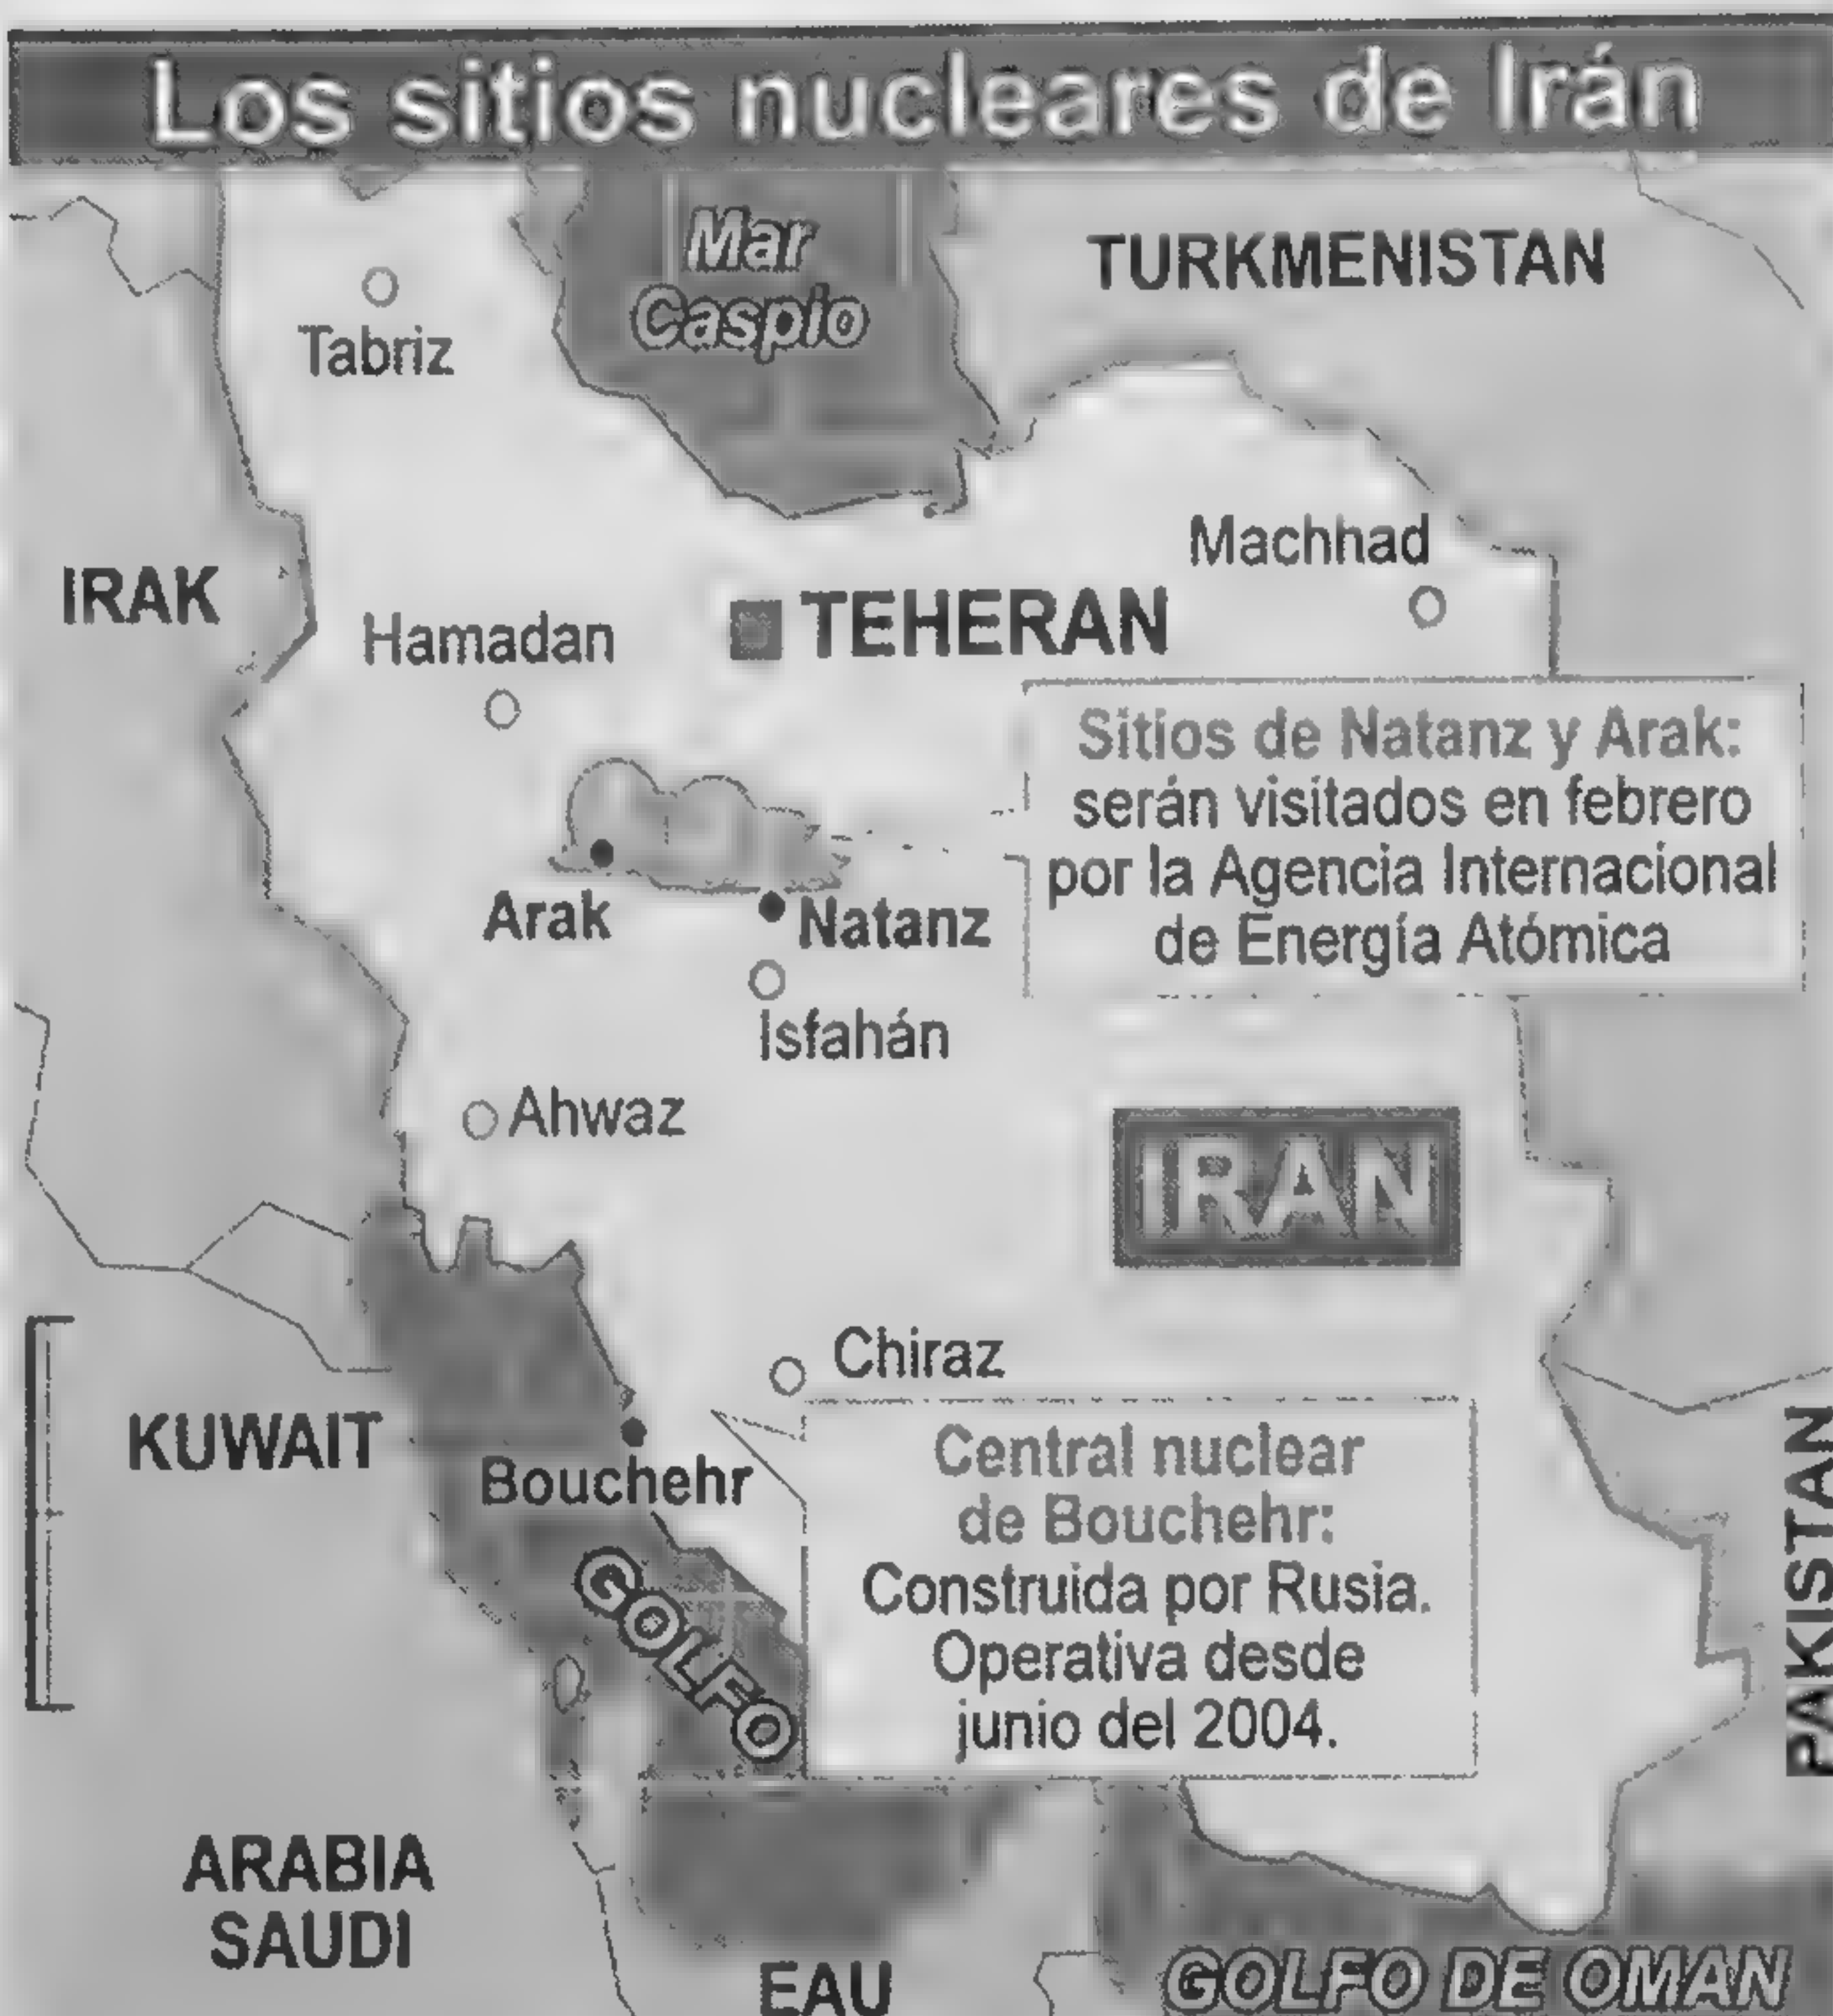 Los sitios nucleares de Irán
Mar
Caspio
TURKMENISTAN
Tabriz
Machhad
IRAK
Hamadan
TEHERAN
Sitios de Natanz y Arak:
serán visitados en febrero
por la Agencia Internacional
de Energía Atómica
Arak
Natanz
Isfahán
Ahwaz
IRAN
Chiraz
KUWAIT
Bouchehr
Central nuclear
de Bouchehr:
Construida por Rusia.
Operativa desde
junio del 2004.
PAKISTAN
GOLFO
ARABIA
SAUDI
EAU
GOLFO DE OMAN